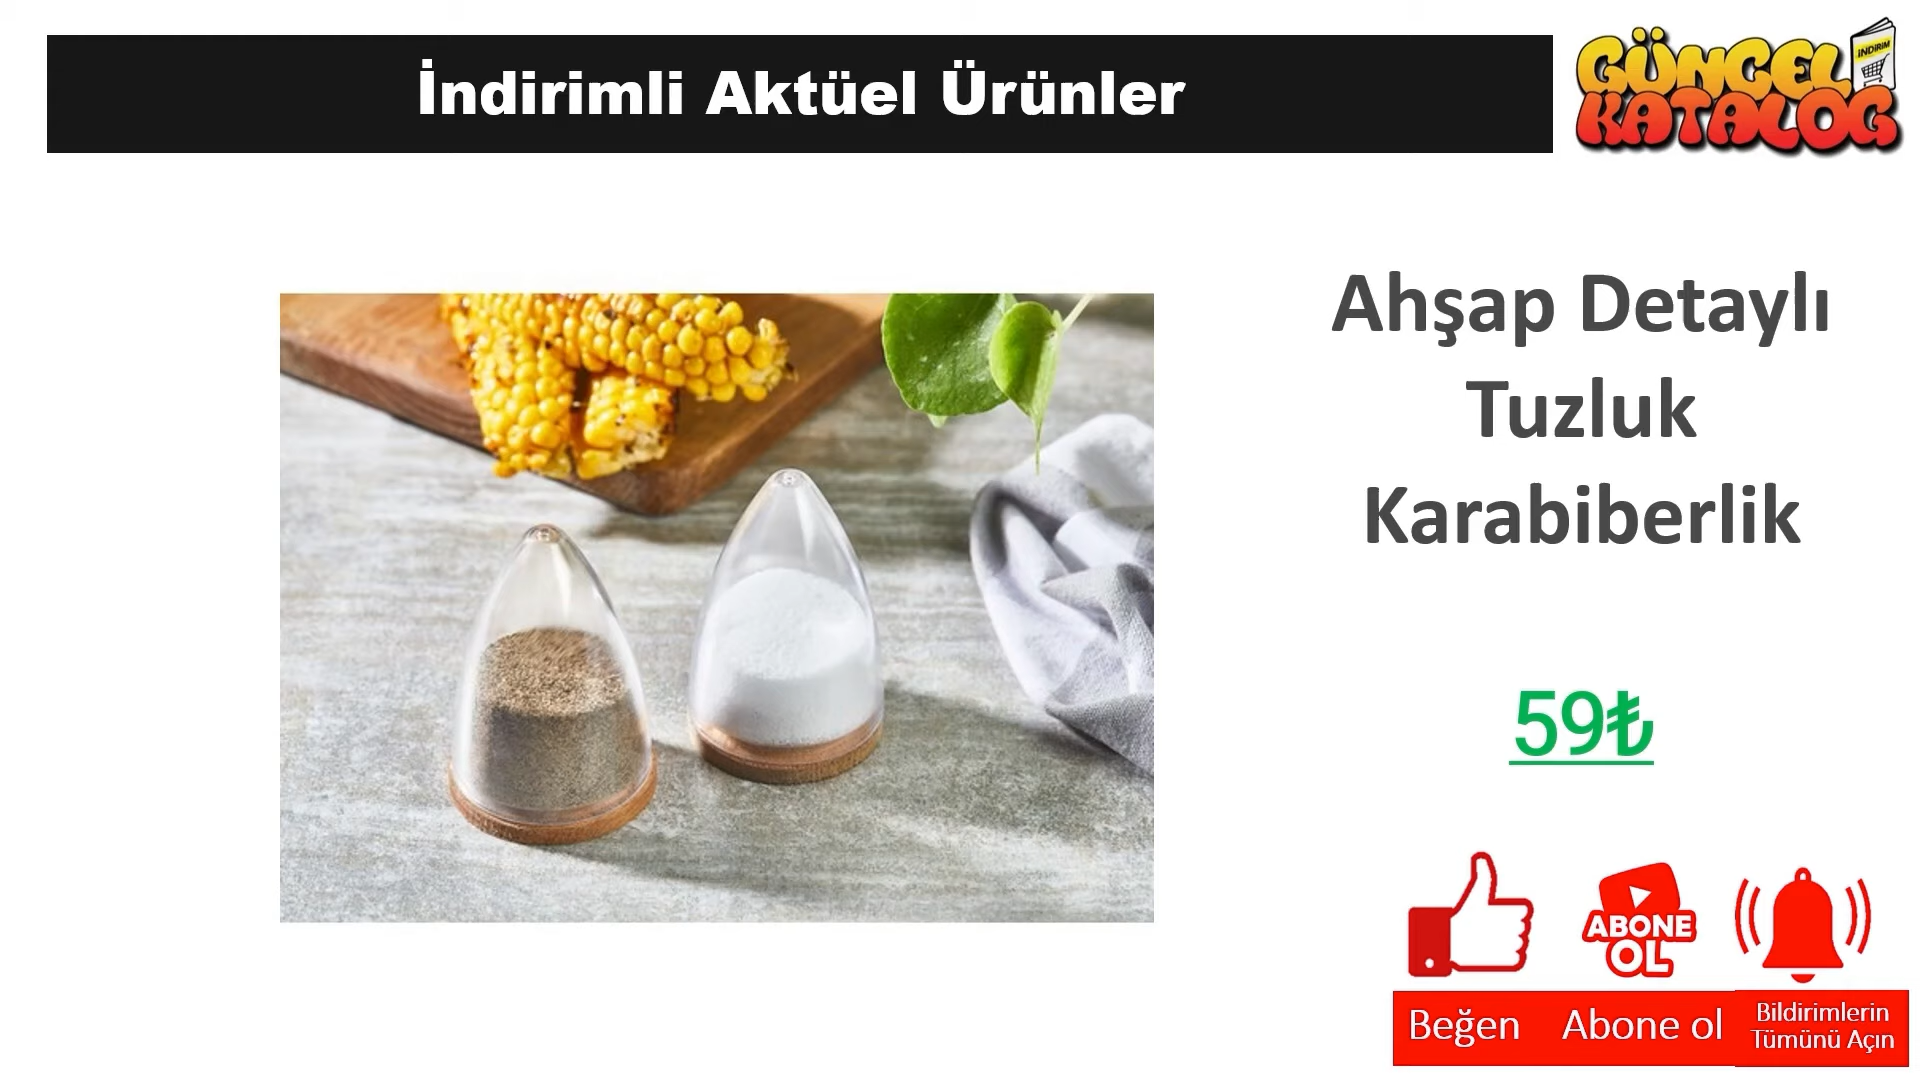 İndirimli Aktüel Ürünler
GÜNCEL
İNDİRİM
KATALOG
Ahşap Detaylı
Tuzluk
Karabiberlik
59₺
ABONE
OL
Beğen
Abone ol
Bildirimlerin
Tümünü Açın